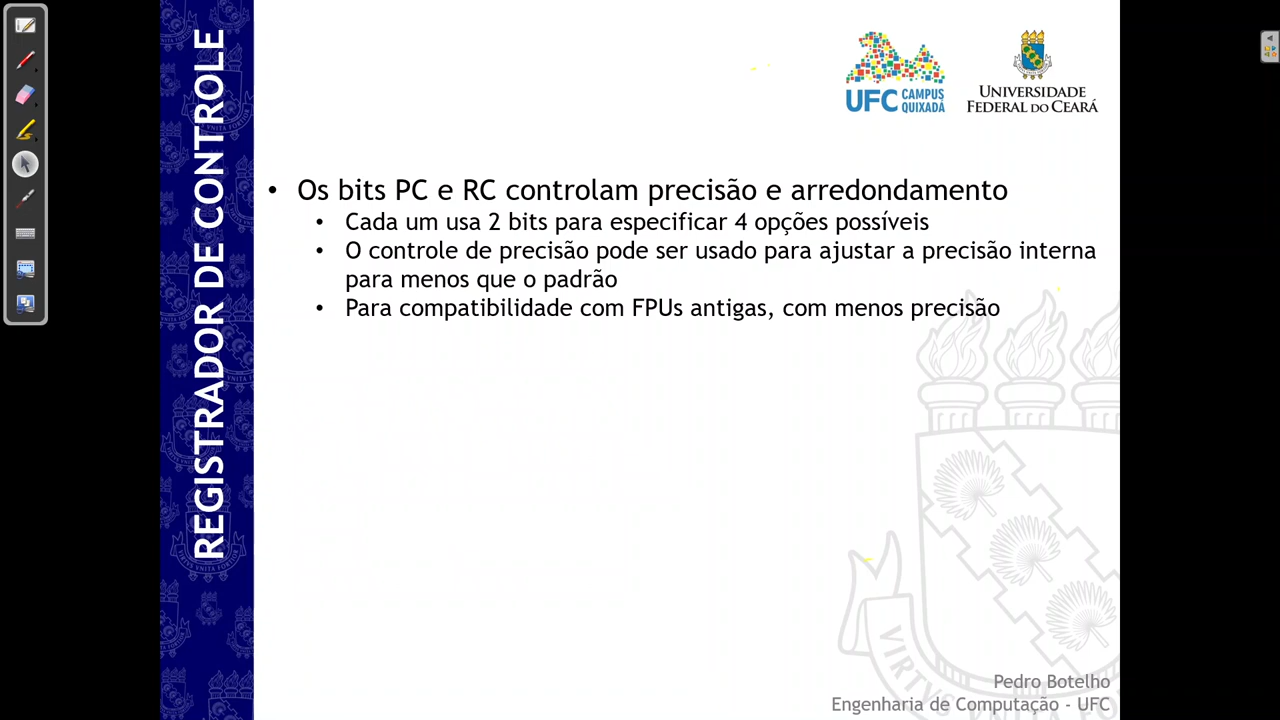 REGISTRADOR DE CONTROLE
UFC CAMPUS
QUIXADÁ
UNIVERSIDADE
FEDERAL DO CEARÁ
• Os bits PC e RC controlam precisão e arredondamento
• Cada um usa 2 bits para especificar 4 opções possíveis
• O controle de precisão pode ser usado para ajustar a precisão interna
para menos que o padrão
• Para compatibilidade com FPUs antigas, com menos precisão
VIRT
Pedro Botelho
Engenharia de Computação - UFC